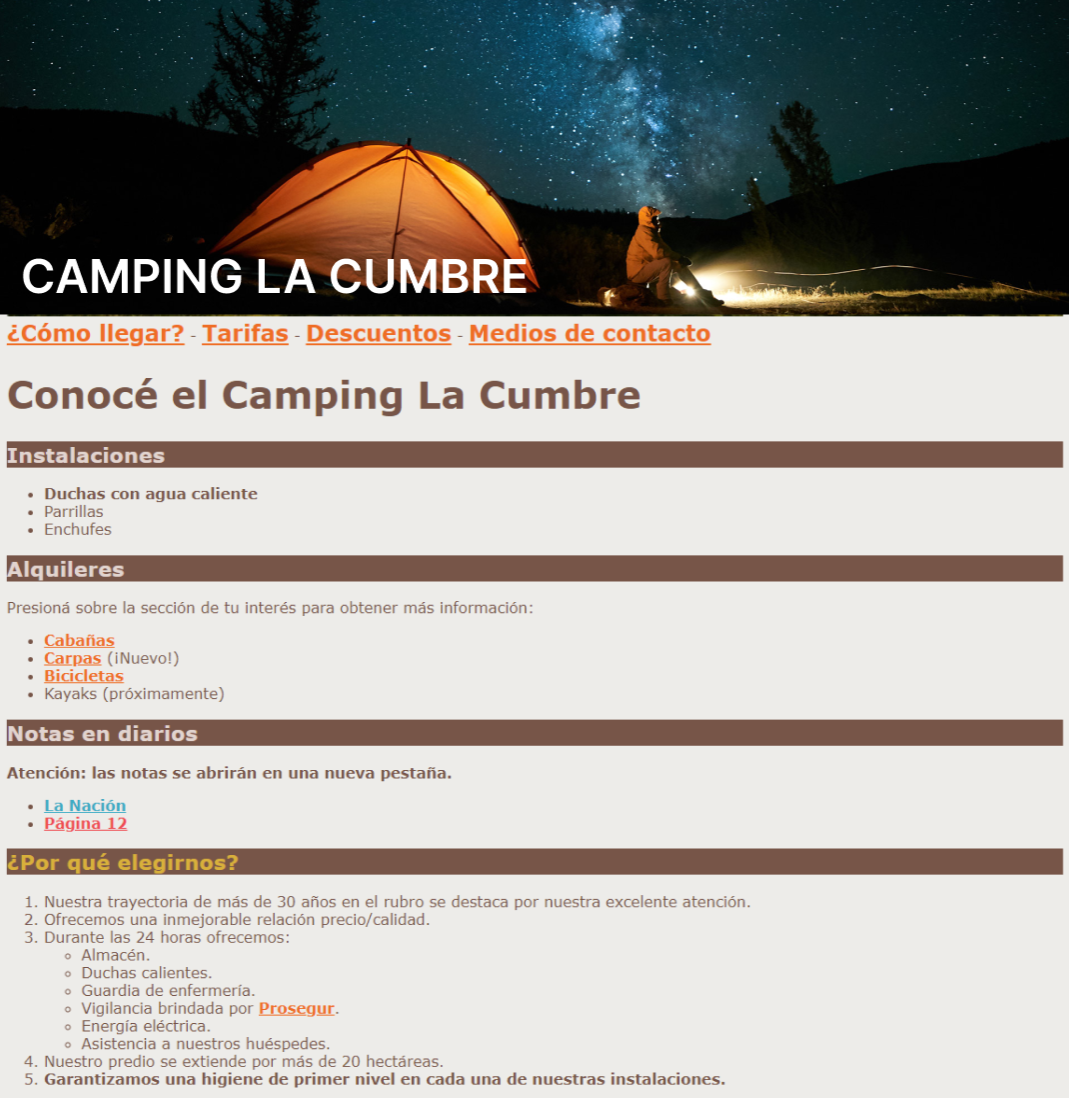 CAMPING LA CUMBRE
¿Cómo llegar? - Tarifas - Descuentos - Medios de contacto
Conocé el Camping La Cumbre
Instalaciones
• Duchas con agua caliente
• Parrillas
• Enchufes
Alquileres
Presioná sobre la sección de tu interés para obtener más información:
• Cabañas
• Carpas (¡Nuevo!)
• Bicicletas
• Kayaks (próximamente)
Notas en diarios
Atención: las notas se abrirán en una nueva pestaña.
• La Nación
• Página 12
¿Por qué elegirnos?
1. Nuestra trayectoria de más de 30 años en el rubro se destaca por nuestra excelente atención.
2. Ofrecemos una inmejorable relación precio/calidad.
3. Durante las 24 horas ofrecemos:
◦ Almacén.
◦ Duchas calientes.
◦ Guardia de enfermería.
◦ Vigilancia brindada por Prosegur.
◦ Energía eléctrica.
◦ Asistencia a nuestros huéspedes.
4. Nuestro predio se extiende por más de 20 hectáreas.
5. Garantizamos una higiene de primer nivel en cada una de nuestras instalaciones.